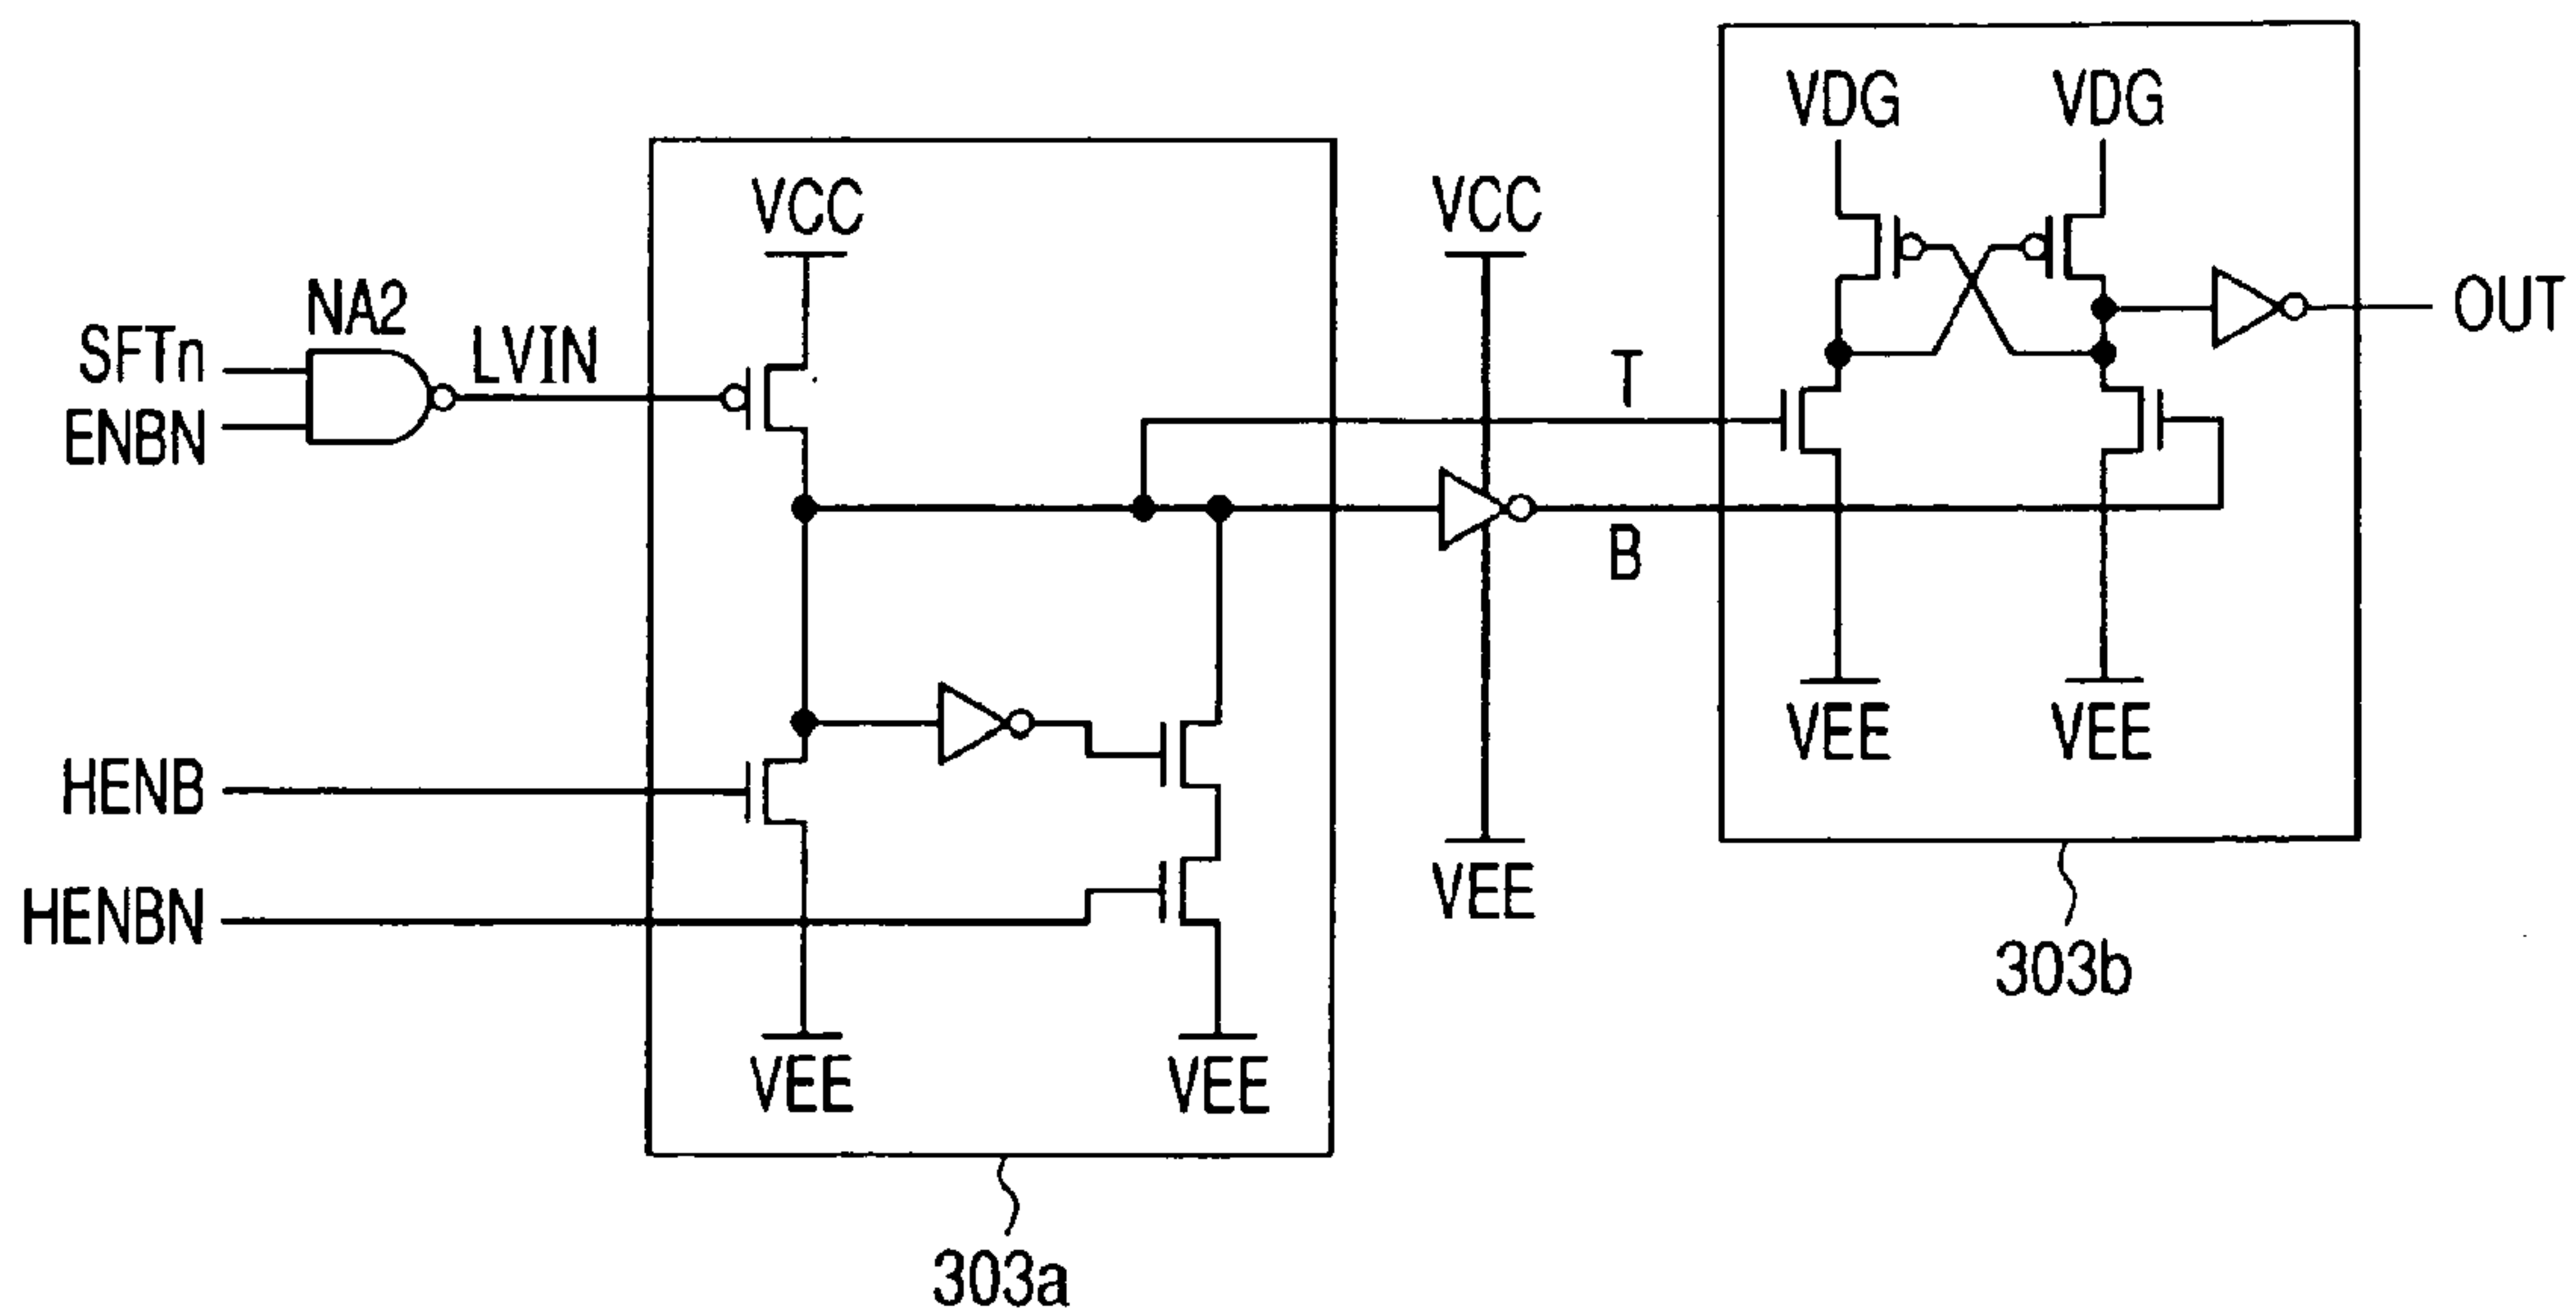 VDG VDG
VCC VCC
NA2
SFTn LVIN OUT
ENBN T
B
HENB VEE VEE
HENBN VEE
303b
VEE VEE
303a